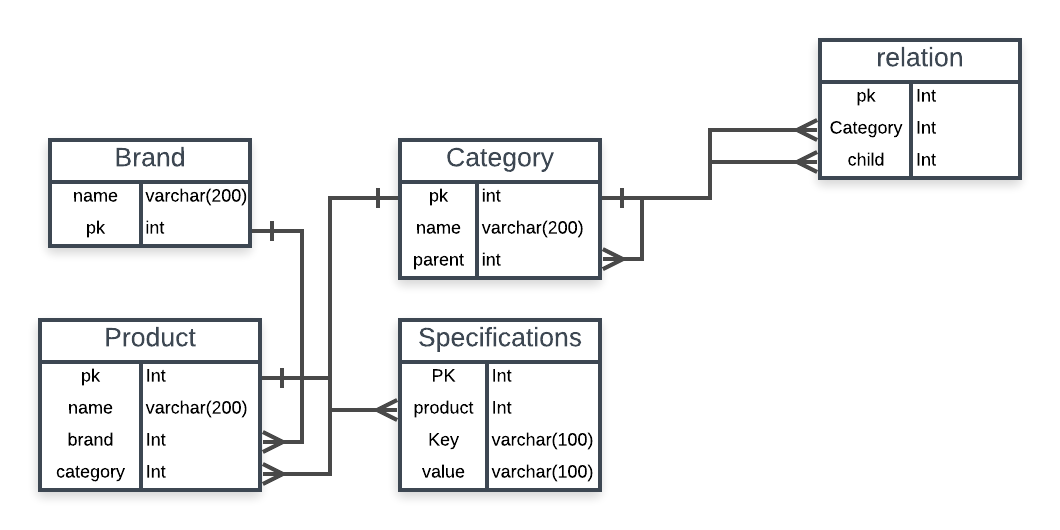 relation
pk Int
Category Int
child Int
Brand
name varchar(200)
pk int
Category
pk int
name varchar(200)
parent int
Product
pk Int
name varchar(200)
brand Int
category Int
Specifications
PK Int
product Int
Key varchar(100)
value varchar(100)